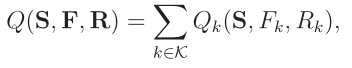 Q(𝐒, 𝐅, 𝐑) = ∑_{k∈𝒦} Q_k(𝐒, F_k, R_k),